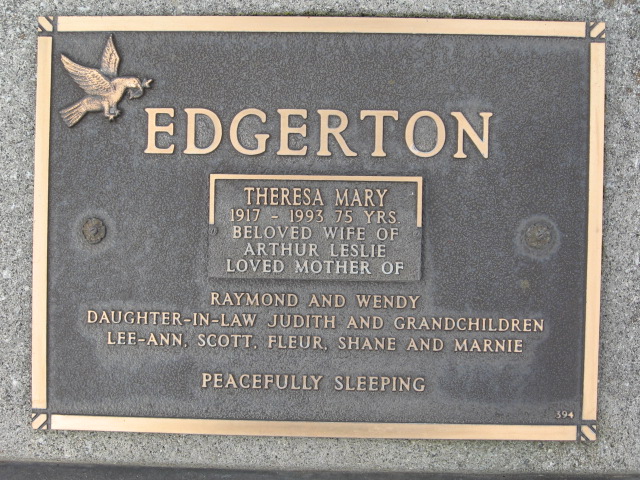 EDGERTON
THERESA MARY
1917 - 1993 75 YRS.
BELOVED WIFE OF
ARTHUR LESLIE
LOVED MOTHER OF
RAYMOND AND WENDY
DAUGHTER-IN-LAW JUDITH AND GRANDCHILDREN
LEE-ANN, SCOTT, FLEUR, SHANE AND MARNIE
PEACEFULLY SLEEPING
394